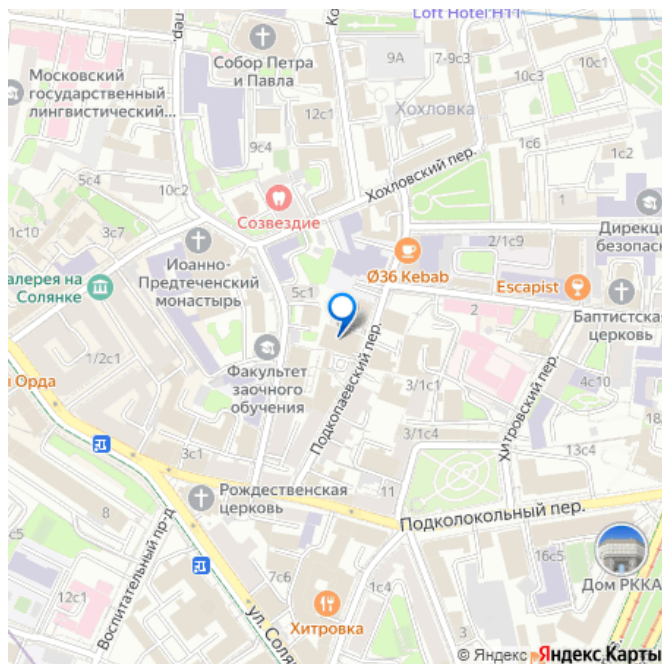 Loft Hotel H11
пер.
Ко
Собор Петра
и Павла
9А
7-9с3
10с1
10с3
Московский
государственный
лингвистический...
12с1
Хохловка
9с4
1с6
1с2
5с4
10с2
Хохловский пер.
1
Созвездие
10с1
3с7
2/1с9
Дирекц
безопас
Иоанно-
Предтеченский
монастырь
Ø36 Kebab
алерея на
Солянке
5с1
Escapist
2
Баптистская
церковь
1/2с1
Факультет
заочного
обучения
Подкопаевский пер.
3/1с1
Хитровский пер.
4с10
Орда
18/
3/1с4
13с4
3с1
Рождественская
церковь
11
Подколокольный пер.
8
Воспитательный пр-д
16с5
7с6
1с4
Дом РККА
12с1
ул. Соля
Хитровка
© Яндекс Яндекс Карты